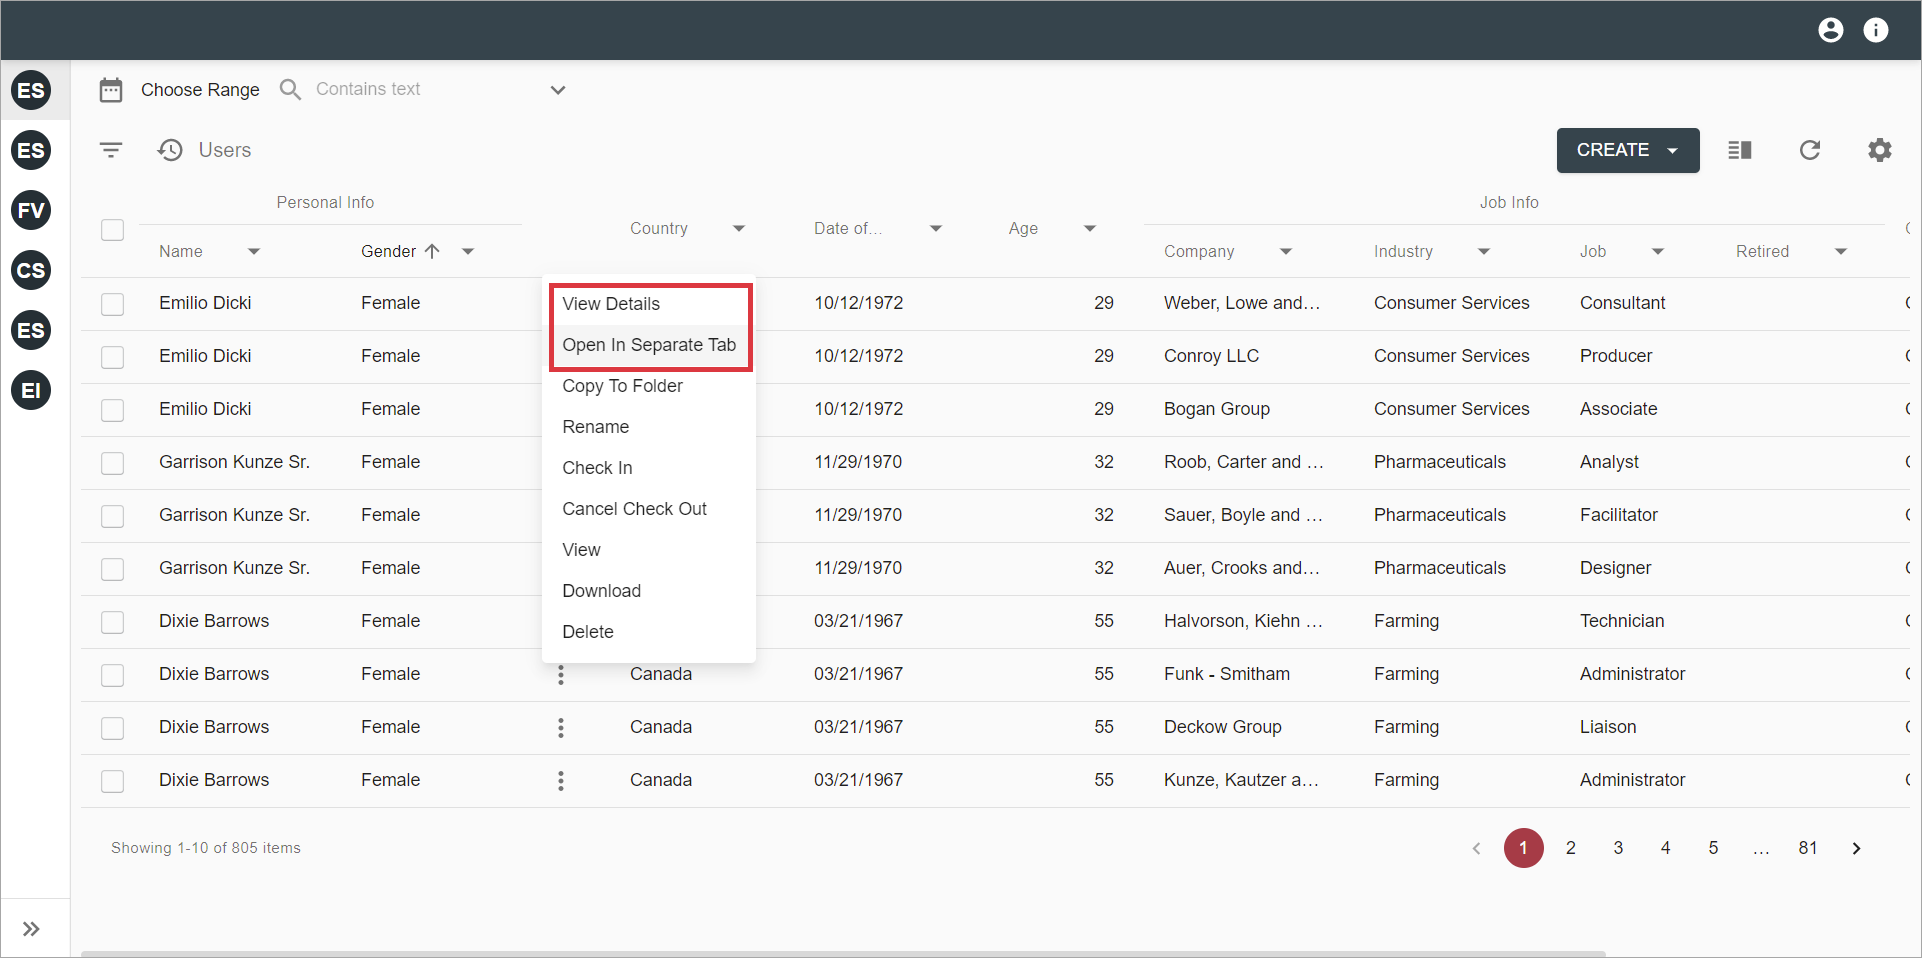 ES
ES
FV
CS
ES
EI
Choose Range Contains text
Users CREATE
Personal Info Job Info
Country Date of... Age
Name Gender Company Industry Job Retired
Emilio Dicki Female 10/12/1972 29 Weber, Lowe and... Consumer Services Consultant
Emilio Dicki Female 10/12/1972 29 Conroy LLC Consumer Services Producer
Emilio Dicki Female 10/12/1972 29 Bogan Group Consumer Services Associate
Garrison Kunze Sr. Female 11/29/1970 32 Roob, Carter and ... Pharmaceuticals Analyst
Garrison Kunze Sr. Female 11/29/1970 32 Sauer, Boyle and ... Pharmaceuticals Facilitator
Garrison Kunze Sr. Female 11/29/1970 32 Auer, Crooks and... Pharmaceuticals Designer
Dixie Barrows Female 03/21/1967 55 Halvorson, Kiehn ... Farming Technician
Dixie Barrows Female Canada 03/21/1967 55 Funk - Smitham Farming Administrator
Dixie Barrows Female Canada 03/21/1967 55 Deckow Group Farming Liaison
Dixie Barrows Female Canada 03/21/1967 55 Kunze, Kautzer a... Farming Administrator
View Details
Open In Separate Tab
Copy To Folder
Rename
Check In
Cancel Check Out
View
Download
Delete
Showing 1-10 of 805 items 1 2 3 4 5 ... 81